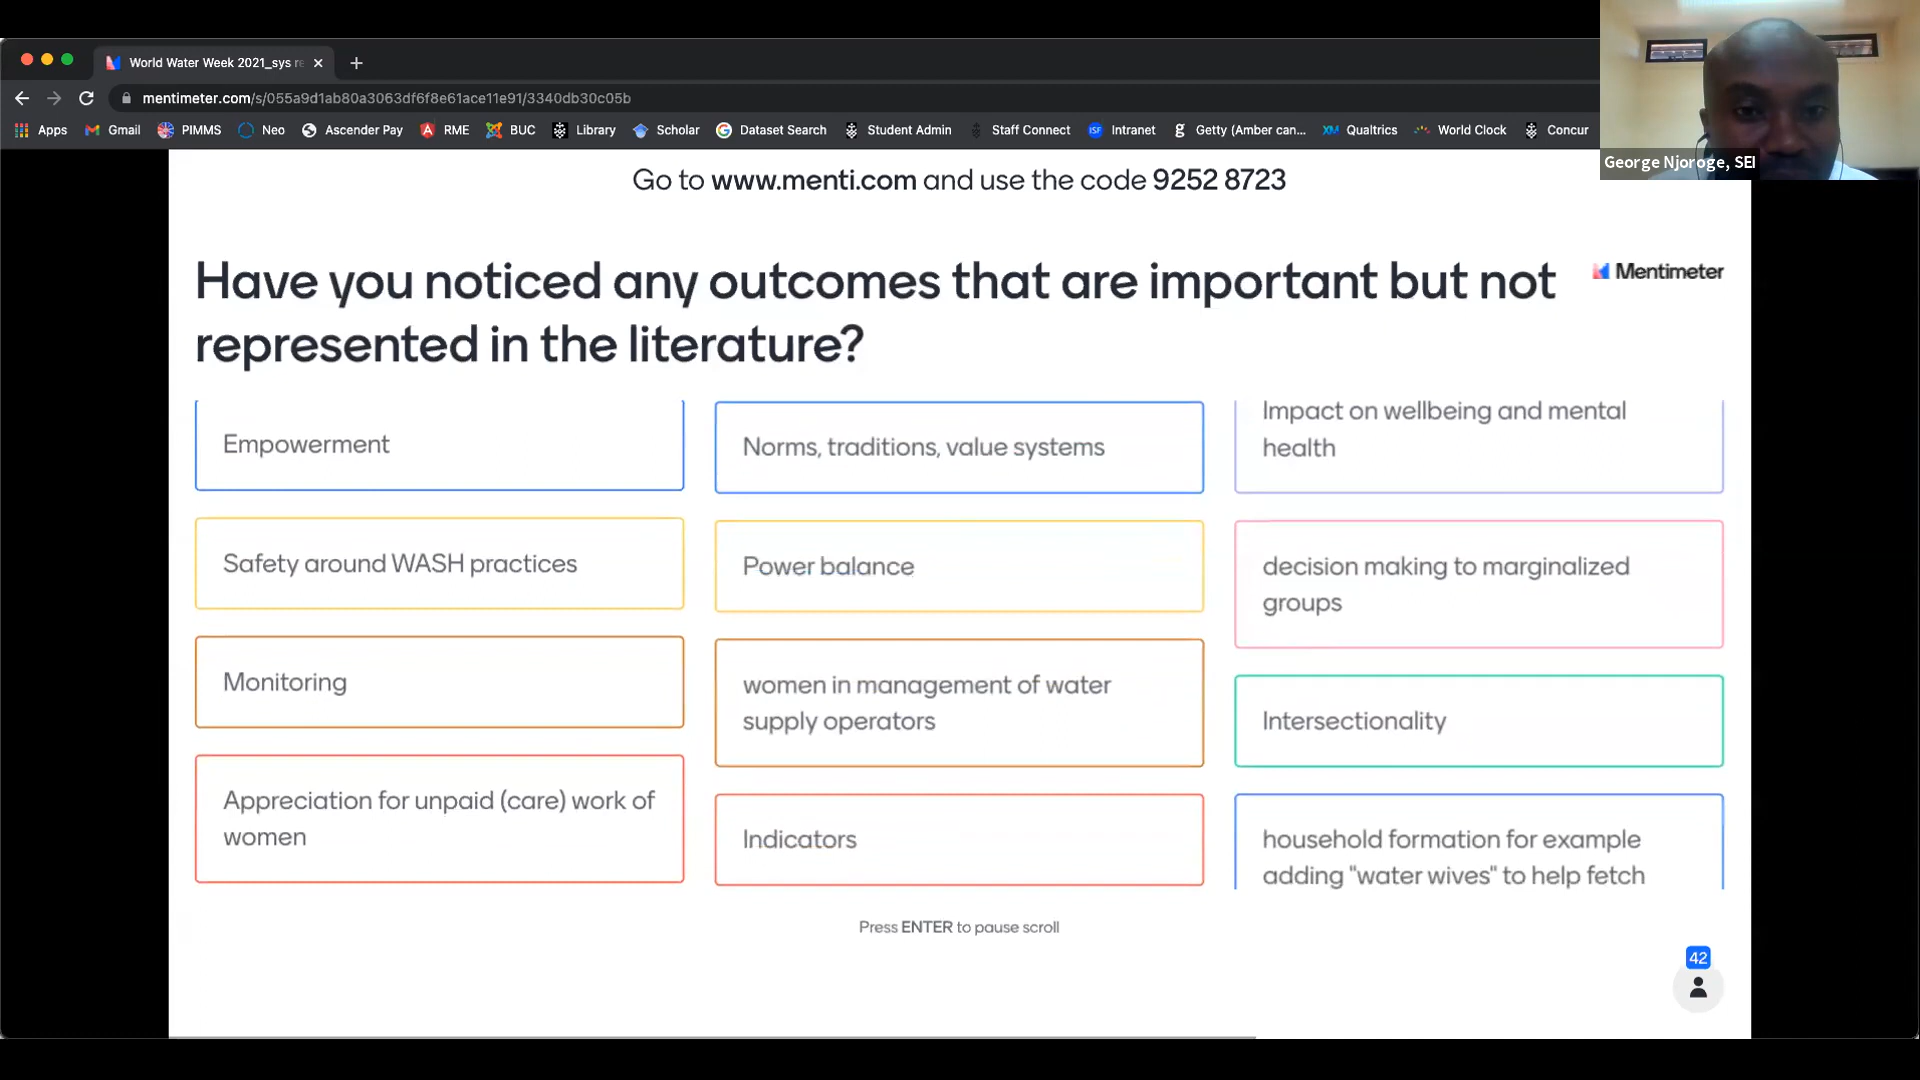 World Water Week 2021_sys re
mentimeter.com/s/055a9d1ab80a3063df6f8e61ace11e91/3340db30c05b
Apps Gmail PIMMS Neo Ascender Pay RME BUC Library Scholar Dataset Search Student Admin Staff Connect ISF Intranet Getty (Amber can... XM Qualtrics World Clock Concur
George Njoroge, SEI
Go to www.menti.com and use the code 9252 8723
Have you noticed any outcomes that are important but not
represented in the literature?
Mentimeter
Empowerment
Safety around WASH practices
Monitoring
Appreciation for unpaid (care) work of
women
Norms, traditions, value systems
Power balance
women in management of water
supply operators
Indicators
Impact on wellbeing and mental
health
decision making to marginalized
groups
Intersectionality
household formation for example
adding "water wives" to help fetch
Press ENTER to pause scroll
42